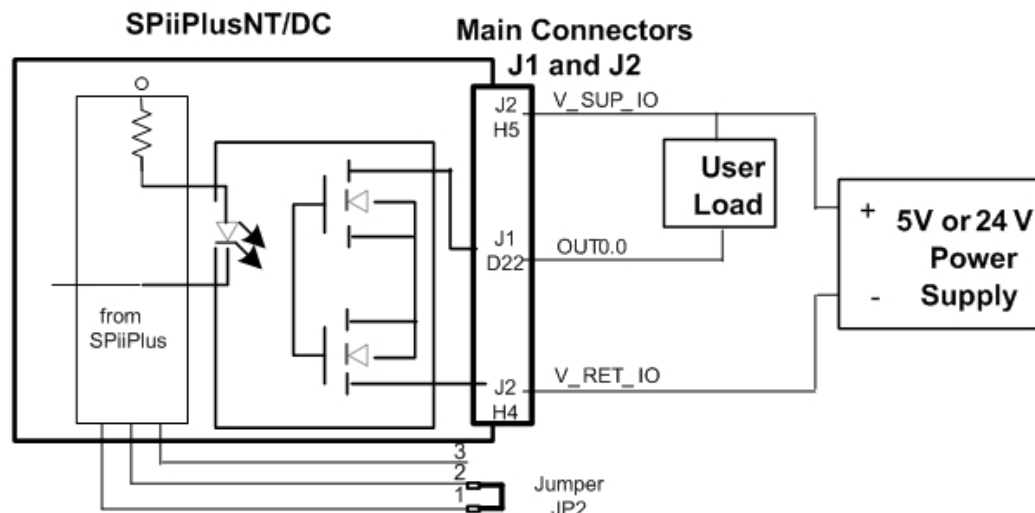 SPiiPlusNT/DC
Main Connectors
J1 and J2
J2
H5
V_SUP_IO
User
Load
+
5V or 24 V
Power
Supply
-
J1
D22
OUT0.0
from
SPiiPlus
J2
H4
V_RET_IO
3
2
1
Jumper
JP2